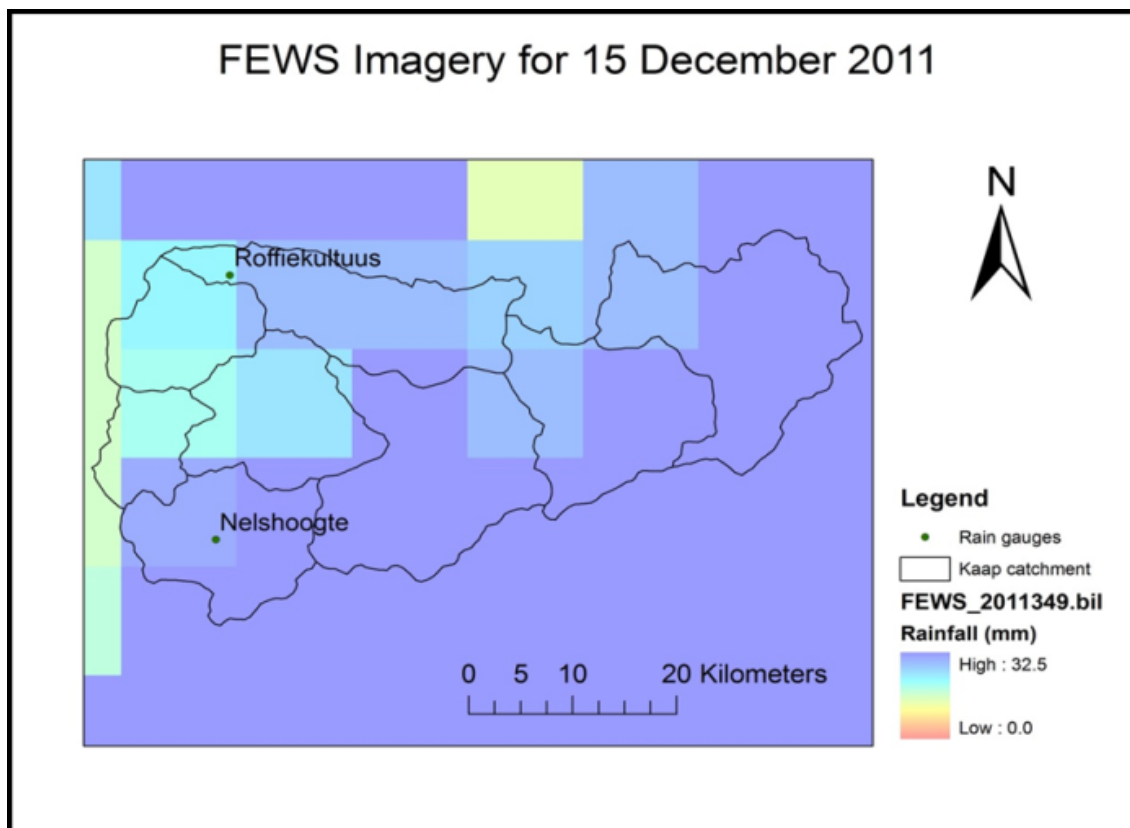 FEWS Imagery for 15 December 2011
N
Roffiekultuus
Nelshoogte
Legend
Rain gauges
Kaap catchment
FEWS_2011349.bil
Rainfall (mm)
High : 32.5
Low : 0.0
0 5 10 20 Kilometers